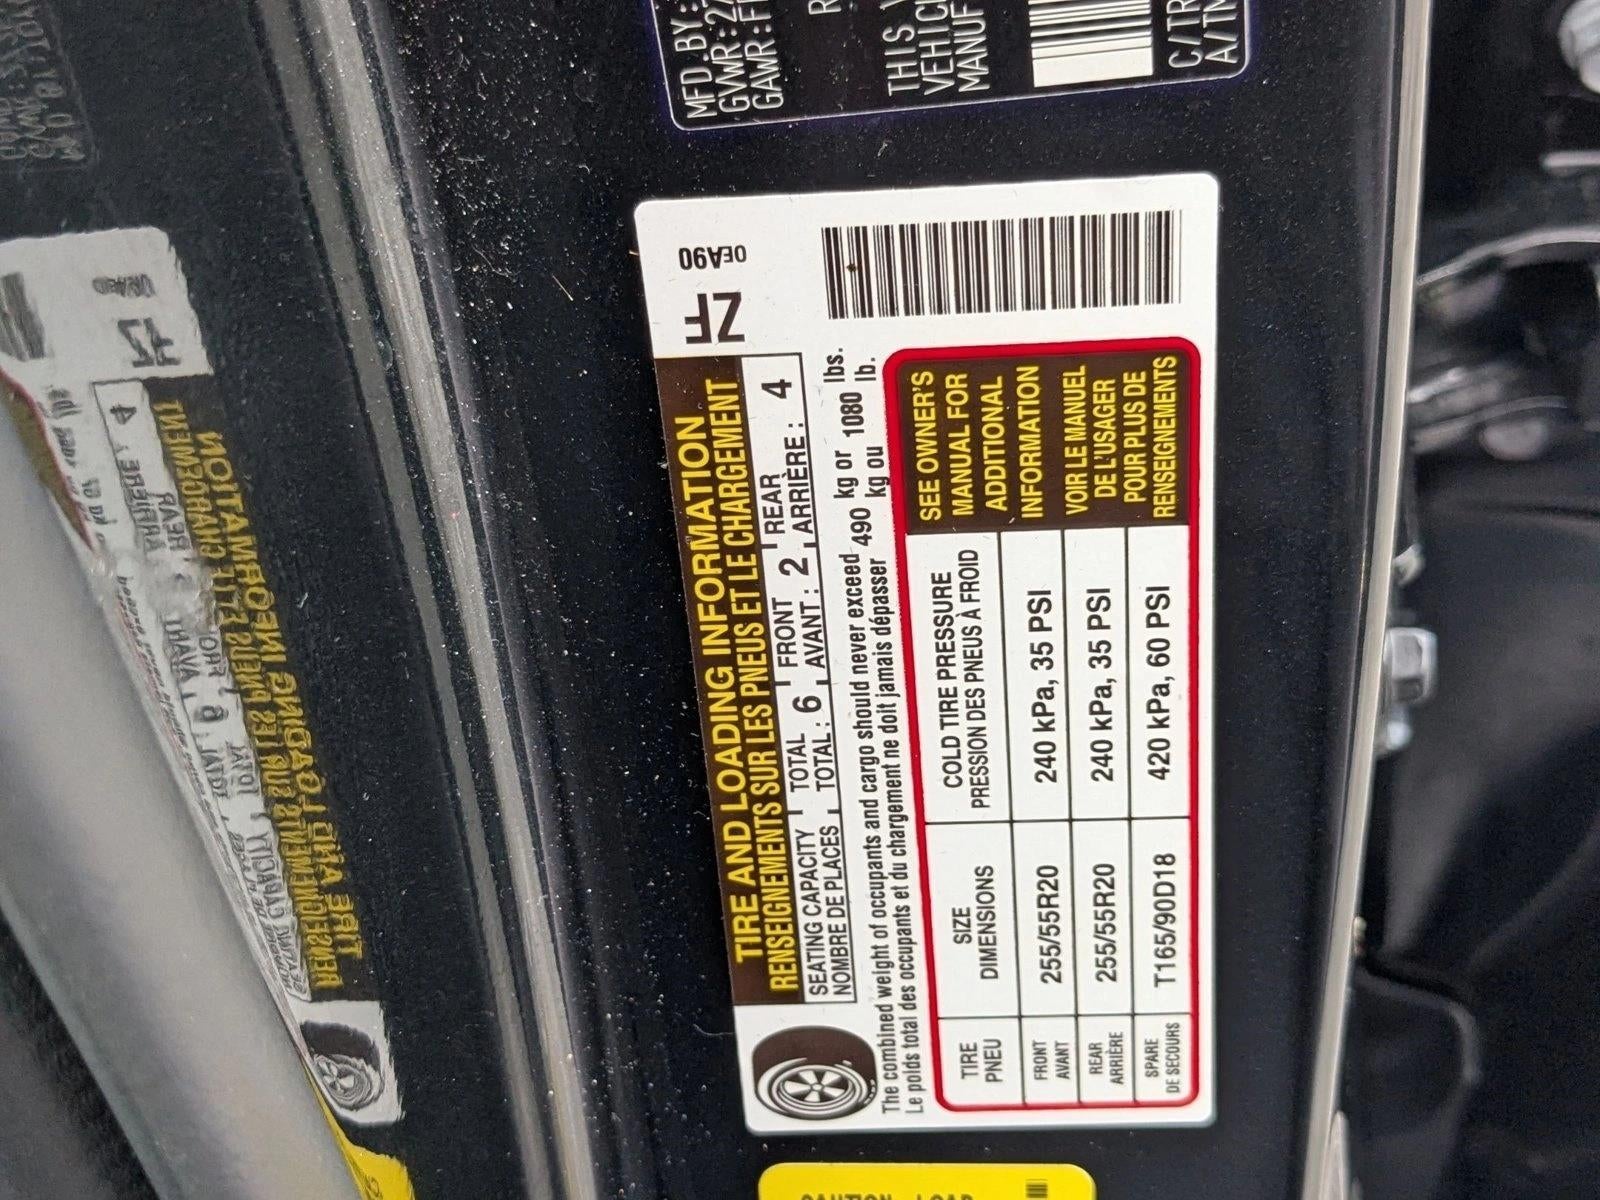 MFD.BY:
GVWR:2
GAWR:F
R
THIS V
VEHICL
MANUF
C/TR
A/TM
TIRE AND LOADING INFORMATION
RENSEIGNEMENTS SUR LES PNEUS ET LE CHARGEMENT
ZF
0EA90
SEATING CAPACITY TOTAL FRONT REAR
NOMBRE DE PLACES TOTAL: 6 AVANT: 2 ARRIÈRE: 4
The combined weight of occupants and cargo should never exceed 490 kg or 1080 lbs.
Le poids total des occupants et du chargement ne doit jamais dépasser kg ou lb.
TIRE SIZE COLD TIRE PRESSURE
PNEU DIMENSIONS PRESSION DES PNEUS À FROID
FRONT
AVANT
255/55R20 240 kPa, 35 PSI
REAR
ARRIÈRE
255/55R20 240 kPa, 35 PSI
SPARE
DE SECOURS
T165/90D18 420 kPa, 60 PSI
SEE OWNER'S
MANUAL FOR
ADDITIONAL
INFORMATION
VOIR LE MANUEL
DE L'USAGER
POUR PLUS DE
RENSEIGNEMENTS